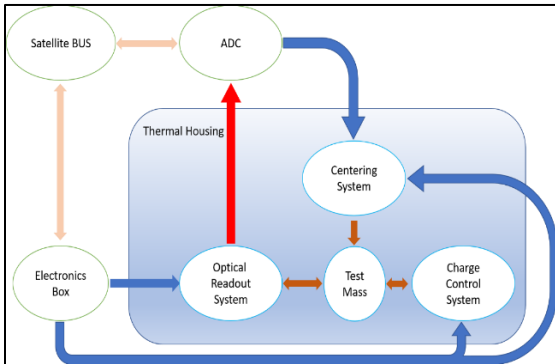 Satellite BUS
ADC
Thermal Housing
Centering
System
Electronics
Box
Optical
Readout
System
Test
Mass
Charge
Control
System